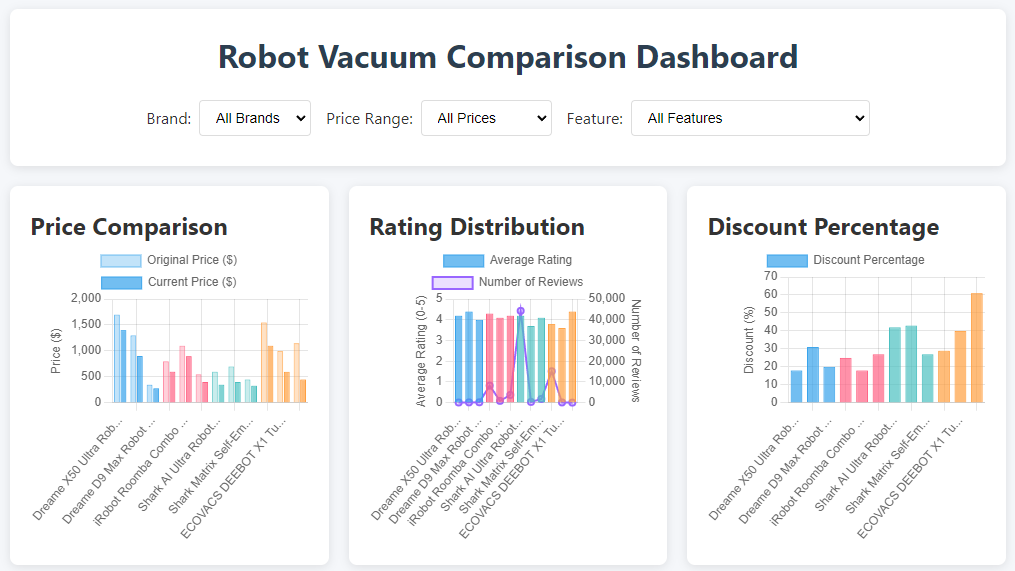 Robot Vacuum Comparison Dashboard
Brand: All Brands Price Range: All Prices Feature: All Features
Price Comparison
Original Price ($)
Current Price ($)
Price ($)
2,000
1,500
1,000
500
0
Dreame X50 Ultra Rob...
Dreame D9 Max Robot ...
iRobot Roomba Combo ...
Shark AI Ultra Robot...
Shark Matrix Self-Em...
ECOVACS DEEBOT X1 Tu...
Rating Distribution
Average Rating
Number of Reviews
Average Rating (0-5)
5
4
3
2
1
0
50,000
40,000
30,000
20,000
10,000
0
Number of Reviews
Dreame X50 Ultra Rob...
Dreame D9 Max Robot ...
iRobot Roomba Combo ...
Shark AI Ultra Robot...
Shark Matrix Self-Em...
ECOVACS DEEBOT X1 Tu...
Discount Percentage
Discount Percentage
Discount (%)
70
60
50
40
30
20
10
0
Dreame X50 Ultra Rob...
Dreame D9 Max Robot ...
iRobot Roomba Combo ...
Shark AI Ultra Robot...
Shark Matrix Self-Em...
ECOVACS DEEBOT X1 Tu...